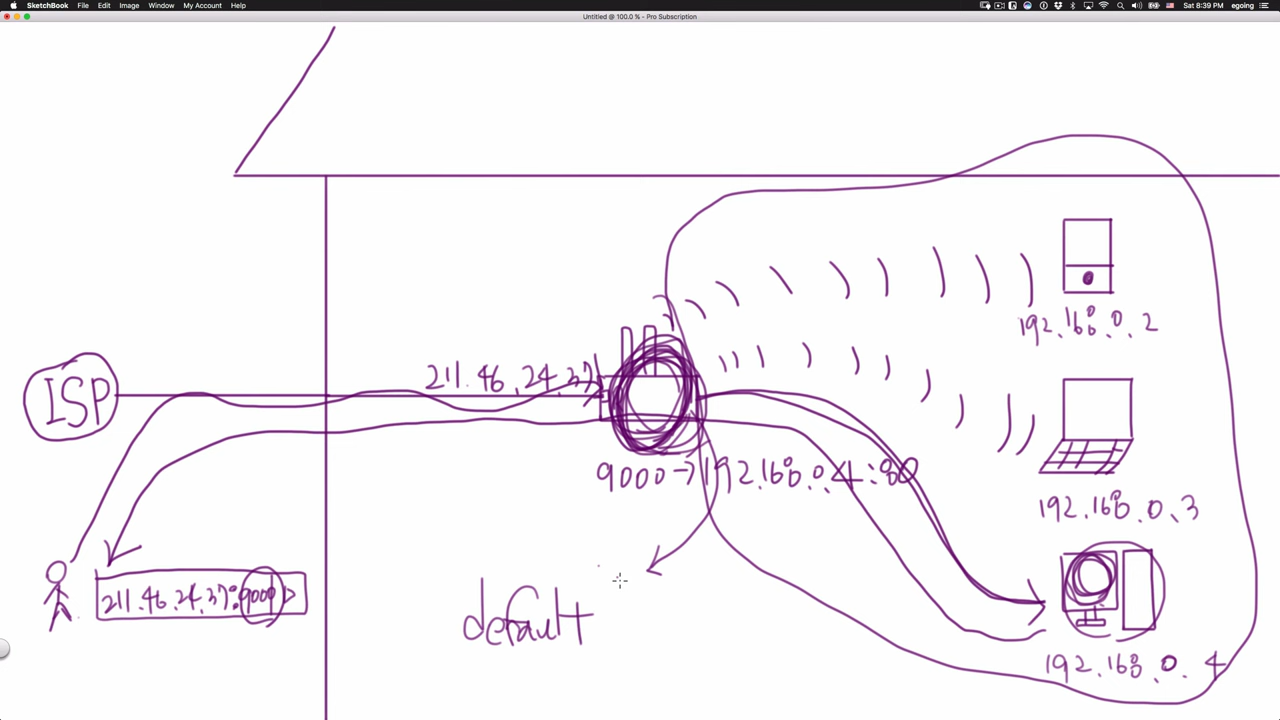 SketchBook File Edit Image Window My Account Help
Sat 8:39 PM egoing
Untitled @ 100.0 % - Pro Subscription
192.168.0.2
ISP
211.46.24.37
9000→192.168.0.4:80
192.168.0.3
211.46.24.37:9000
default
192.168.0.4